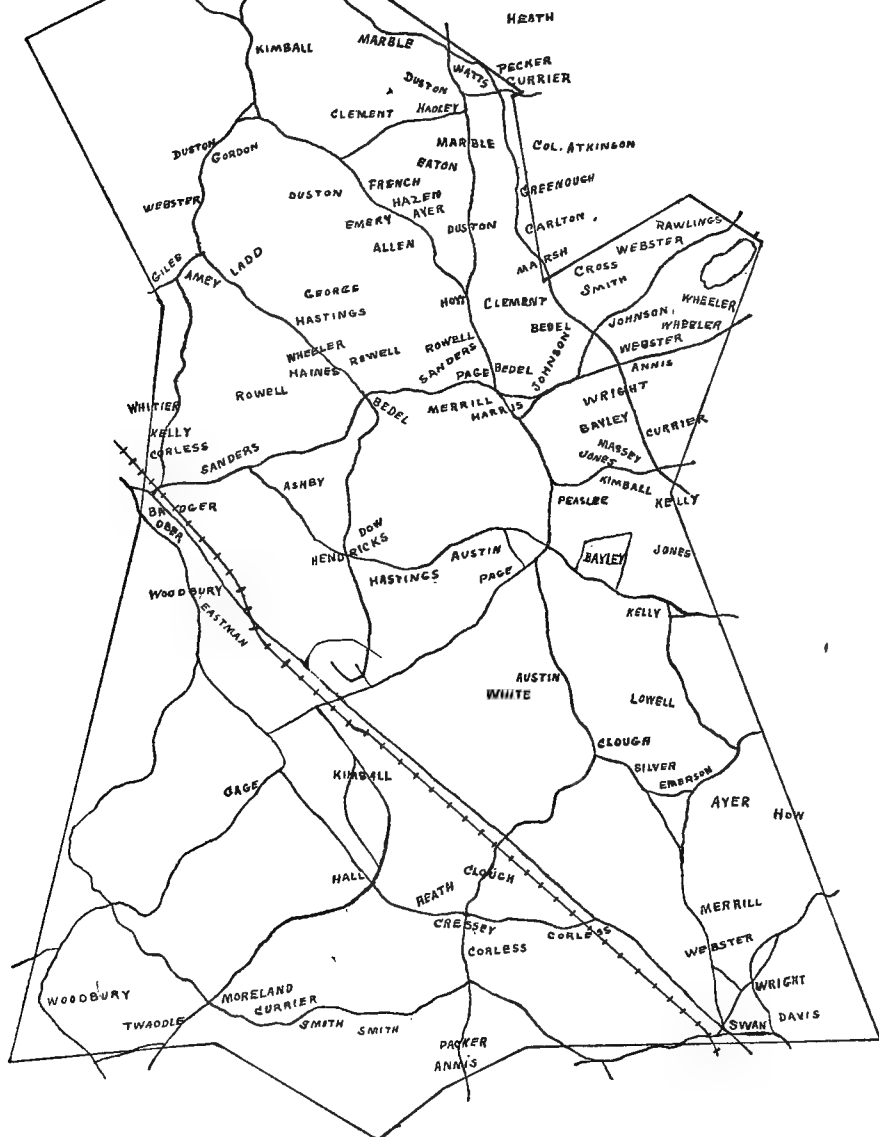 HEATH
KIMBALL
MARBLE
WATTS
PECKER
CURRIER
DUSTON
CLEMENT
HADLEY
MARBLE
COL. ATKINSON
DUSTON
GORDON
EATON
FRENCH
GREENOUGH
DUSTON
HAZEN
WEBSTER
AYER
EMERY
DUSTON
CARLTON
RAWLINGS
WEBSTER
ALLEN
MARSH
GILES
AMEY
LADD
CROSS
SMITH
GEORGE
HOYT
CLEMENT
WHEELER
HASTINGS
JOHNSON
WHEELER
BEDEL
ROWELL
WEBSTER
WHEELER
ROWELL
SANDERS
JOHNSON
HAINES
PAGE
BEDEL
ANNIS
ROWELL
WRIGHT
WHITIER
BEDEL
MERRILL
HARRIS
KELLY
BAYLEY
CURRIER
CORLESS
MASSEY
SANDERS
JONES
ASHBY
KIMBALL
PEASLEE
KELLY
OBER
DOW
HENDRICKS
AUSTIN
BAYLEY
JONES
HASTINGS
PAGE
WOODBURY
EASTMAN
KELLY
AUSTIN
WHITE
LOWELL
CLOUGH
KIMBALL
SILVER
EMERSON
GAGE
AYER
HOW
HALL
CLOUGH
HEATH
CRESSEY
CORLESS
MERRILL
CORLESS
WEBSTER
WOODBURY
MORELAND
CURRIER
WRIGHT
TWADDLE
SMITH
SMITH
SWAN
DAVIS
PACKER
ANNIS